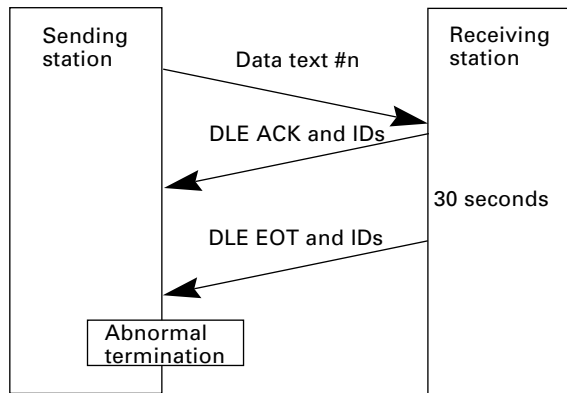 Sending
station
Receiving
station
Data text #n
DLE ACK and IDs
30 seconds
DLE EOT and IDs
Abnormal
termination